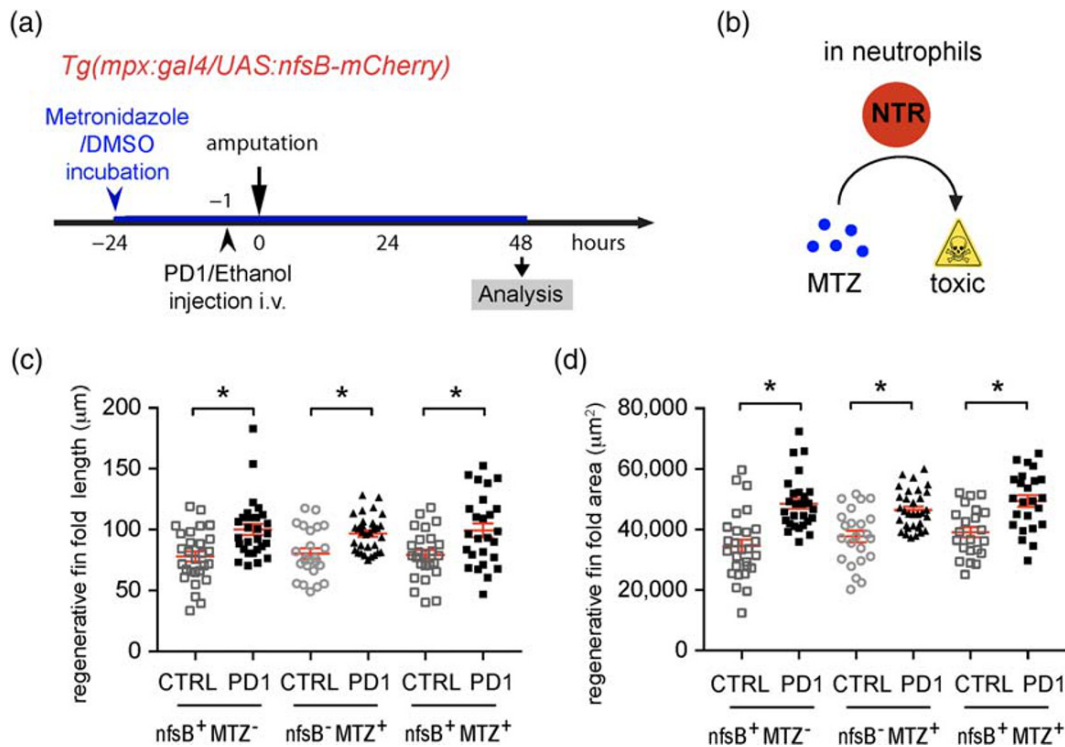 (a)
Tg(mpx:gal4/UAS:nfsB-mCherry)
Metronidazole
/DMSO
incubation
amputation
−1
−24
0
24
48
hours
PD1/Ethanol
injection i.v.
Analysis
(b)
in neutrophils
NTR
MTZ
toxic
(c)
regenerative fin fold length (μm)
200
150
100
50
0
*
*
*
CTRL PD1 CTRL PD1 CTRL PD1
nfsB⁺ MTZ⁻ nfsB⁻ MTZ⁺ nfsB⁺ MTZ⁺
(d)
regenerative fin fold area (μm²)
80,000
60,000
40,000
20,000
0
*
*
*
CTRL PD1 CTRL PD1 CTRL PD1
nfsB⁺ MTZ⁻ nfsB⁻ MTZ⁺ nfsB⁺ MTZ⁺